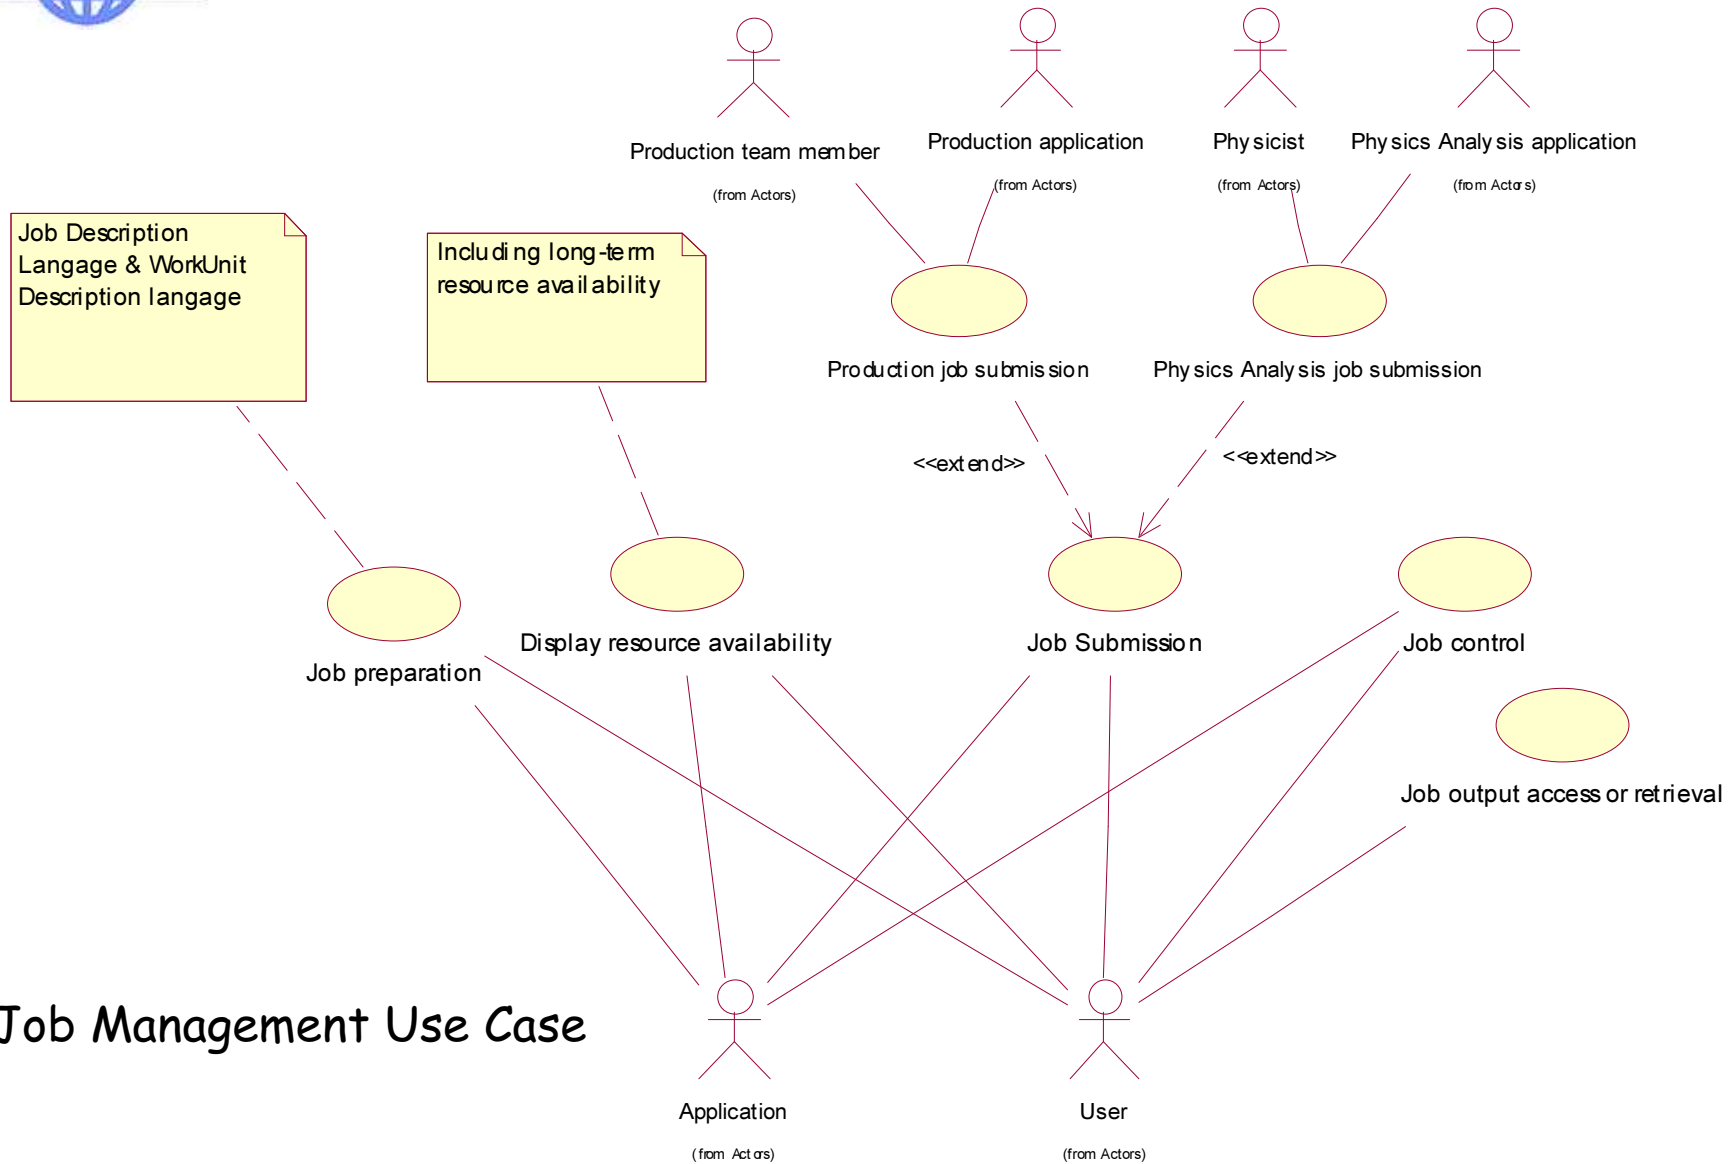 Production team member
(from Actors)
Production application
(from Actors)
Physicist
(from Actors)
Physics Analysis application
(from Actors)
Job Description
Langage & WorkUnit
Description langage
Including long-term
resource availability
Production job submission
Physics Analysis job submission
<<extend>>
<<extend>>
Job preparation
Display resource availability
Job Submission
Job control
Job output access or retrieval
Job Management Use Case
Application
(from Actors)
User
(from Actors)